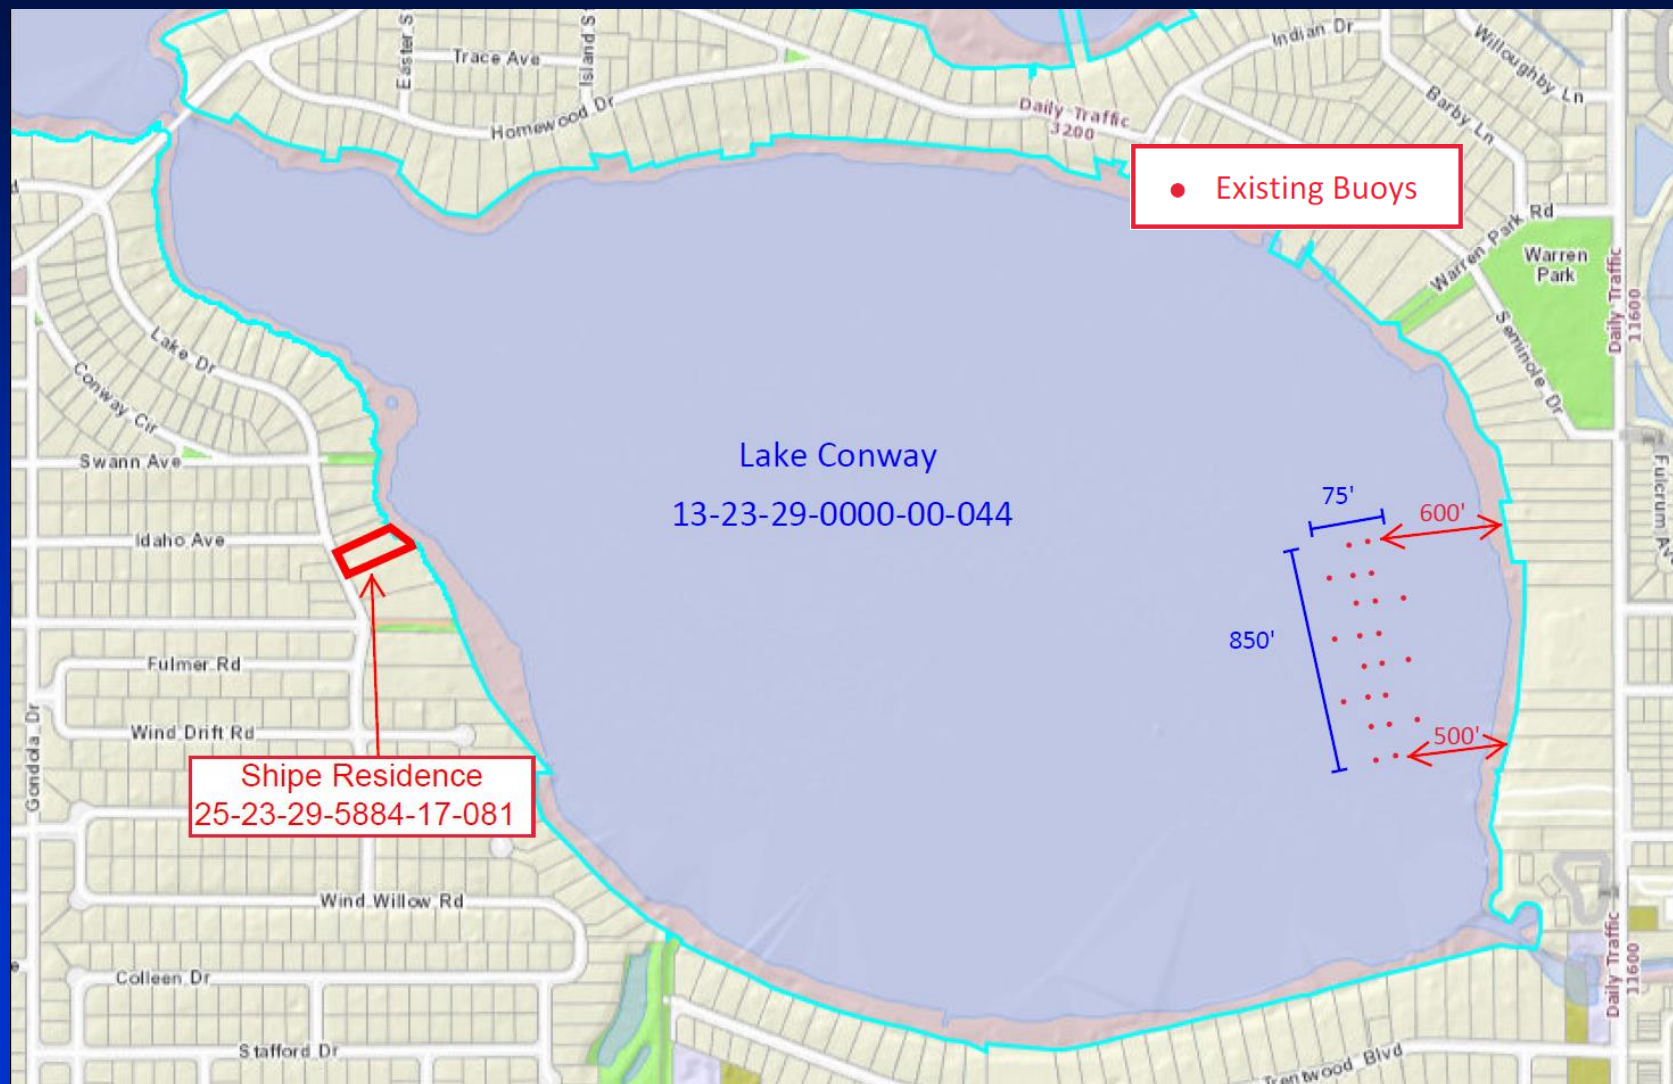 Easter S
Trace Ave
Island S
Homewood Dr
Daily Traffic
3200
Indian Dr
Willoughby Ln
Barby Ln
Existing Buoys
Warren Park Rd
Warren
Park
Daily Traffic
11600
Seminole Dr
Lake Dr
Conway Cir
Swann Ave
Idaho Ave
Lake Conway
13-23-29-0000-00-044
75'
600'
850'
500'
Fulcrum Av
Fulmer Rd
Wind Drift Rd
Gondola Dr
Shipe Residence
25-23-29-5884-17-081
Wind Willow Rd
Colleen Dr
Stafford Dr
Daily Traffic
11600
Trentwood Blvd